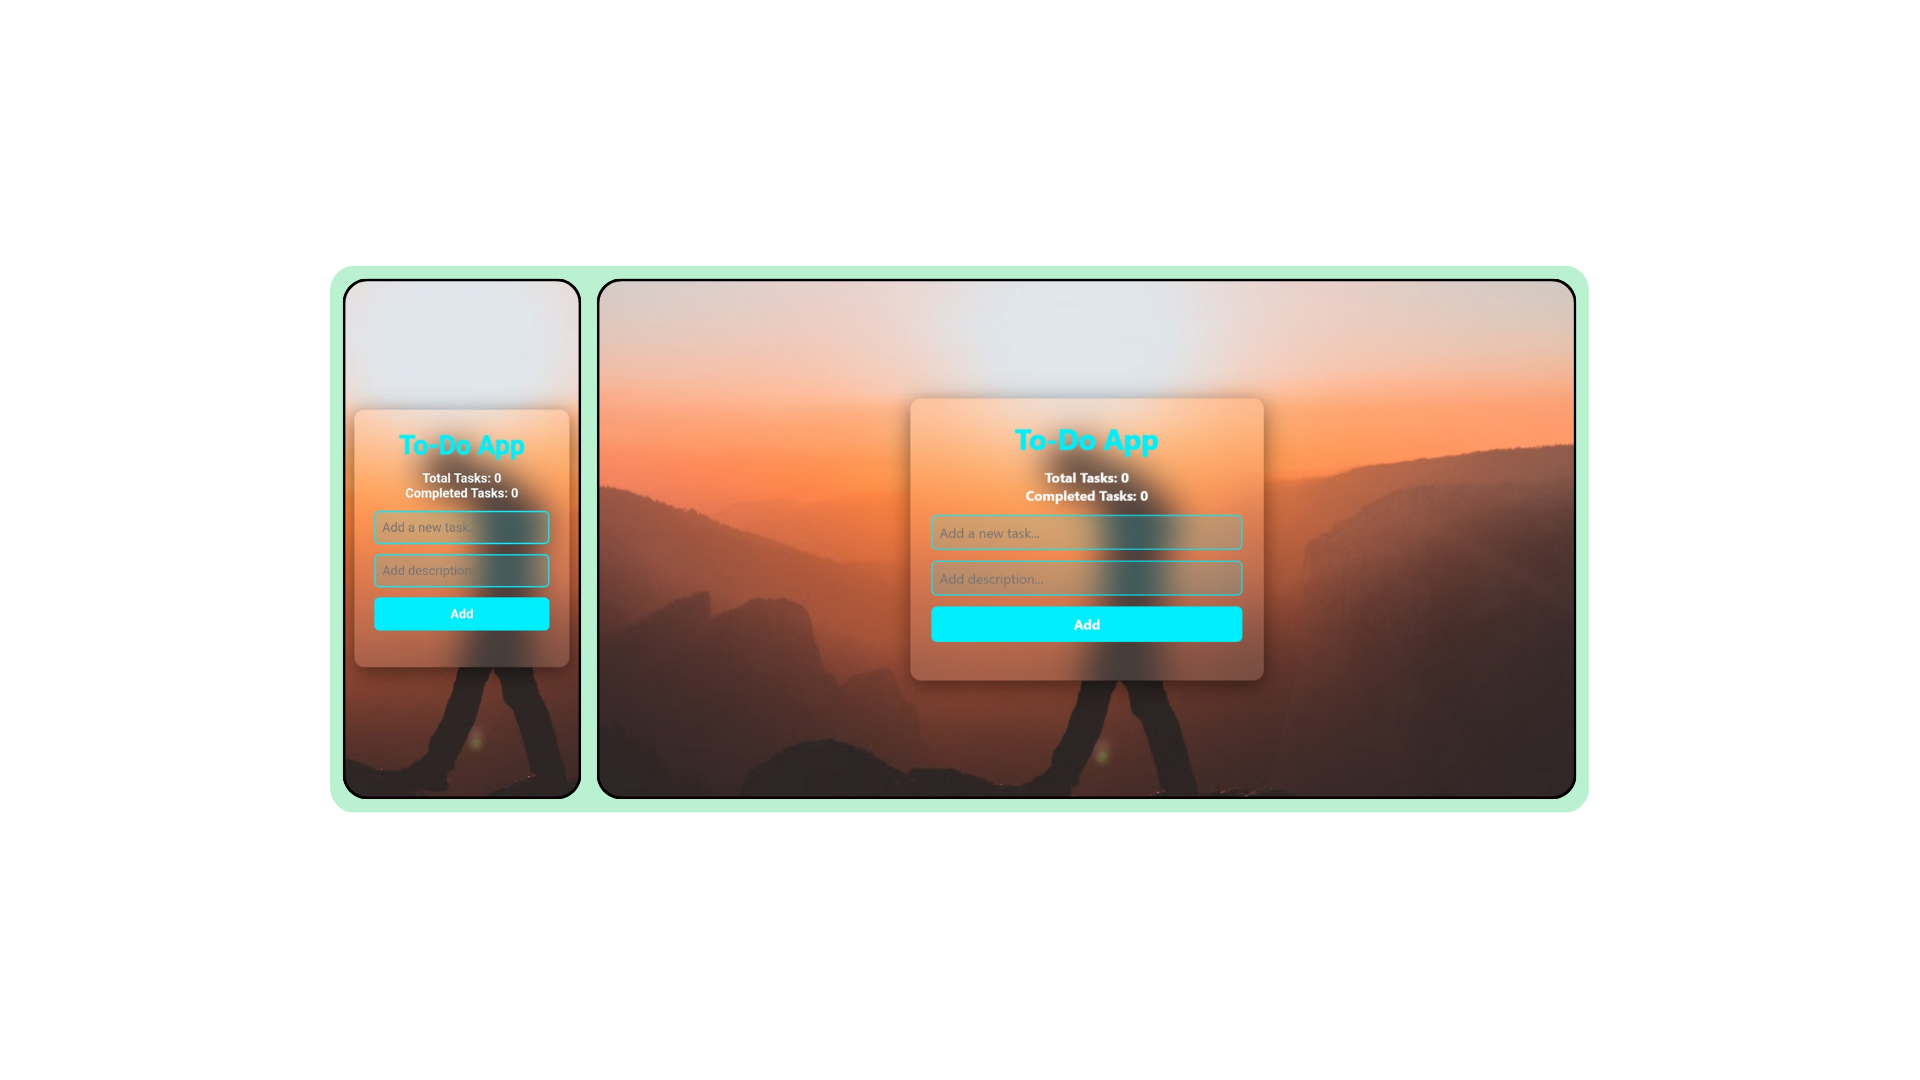 To-Do App
Total Tasks: 0
Completed Tasks: 0
Add a new task..
Add description
Add
To-Do App
Total Tasks: 0
Completed Tasks: 0
Add a new task...
Add description...
Add